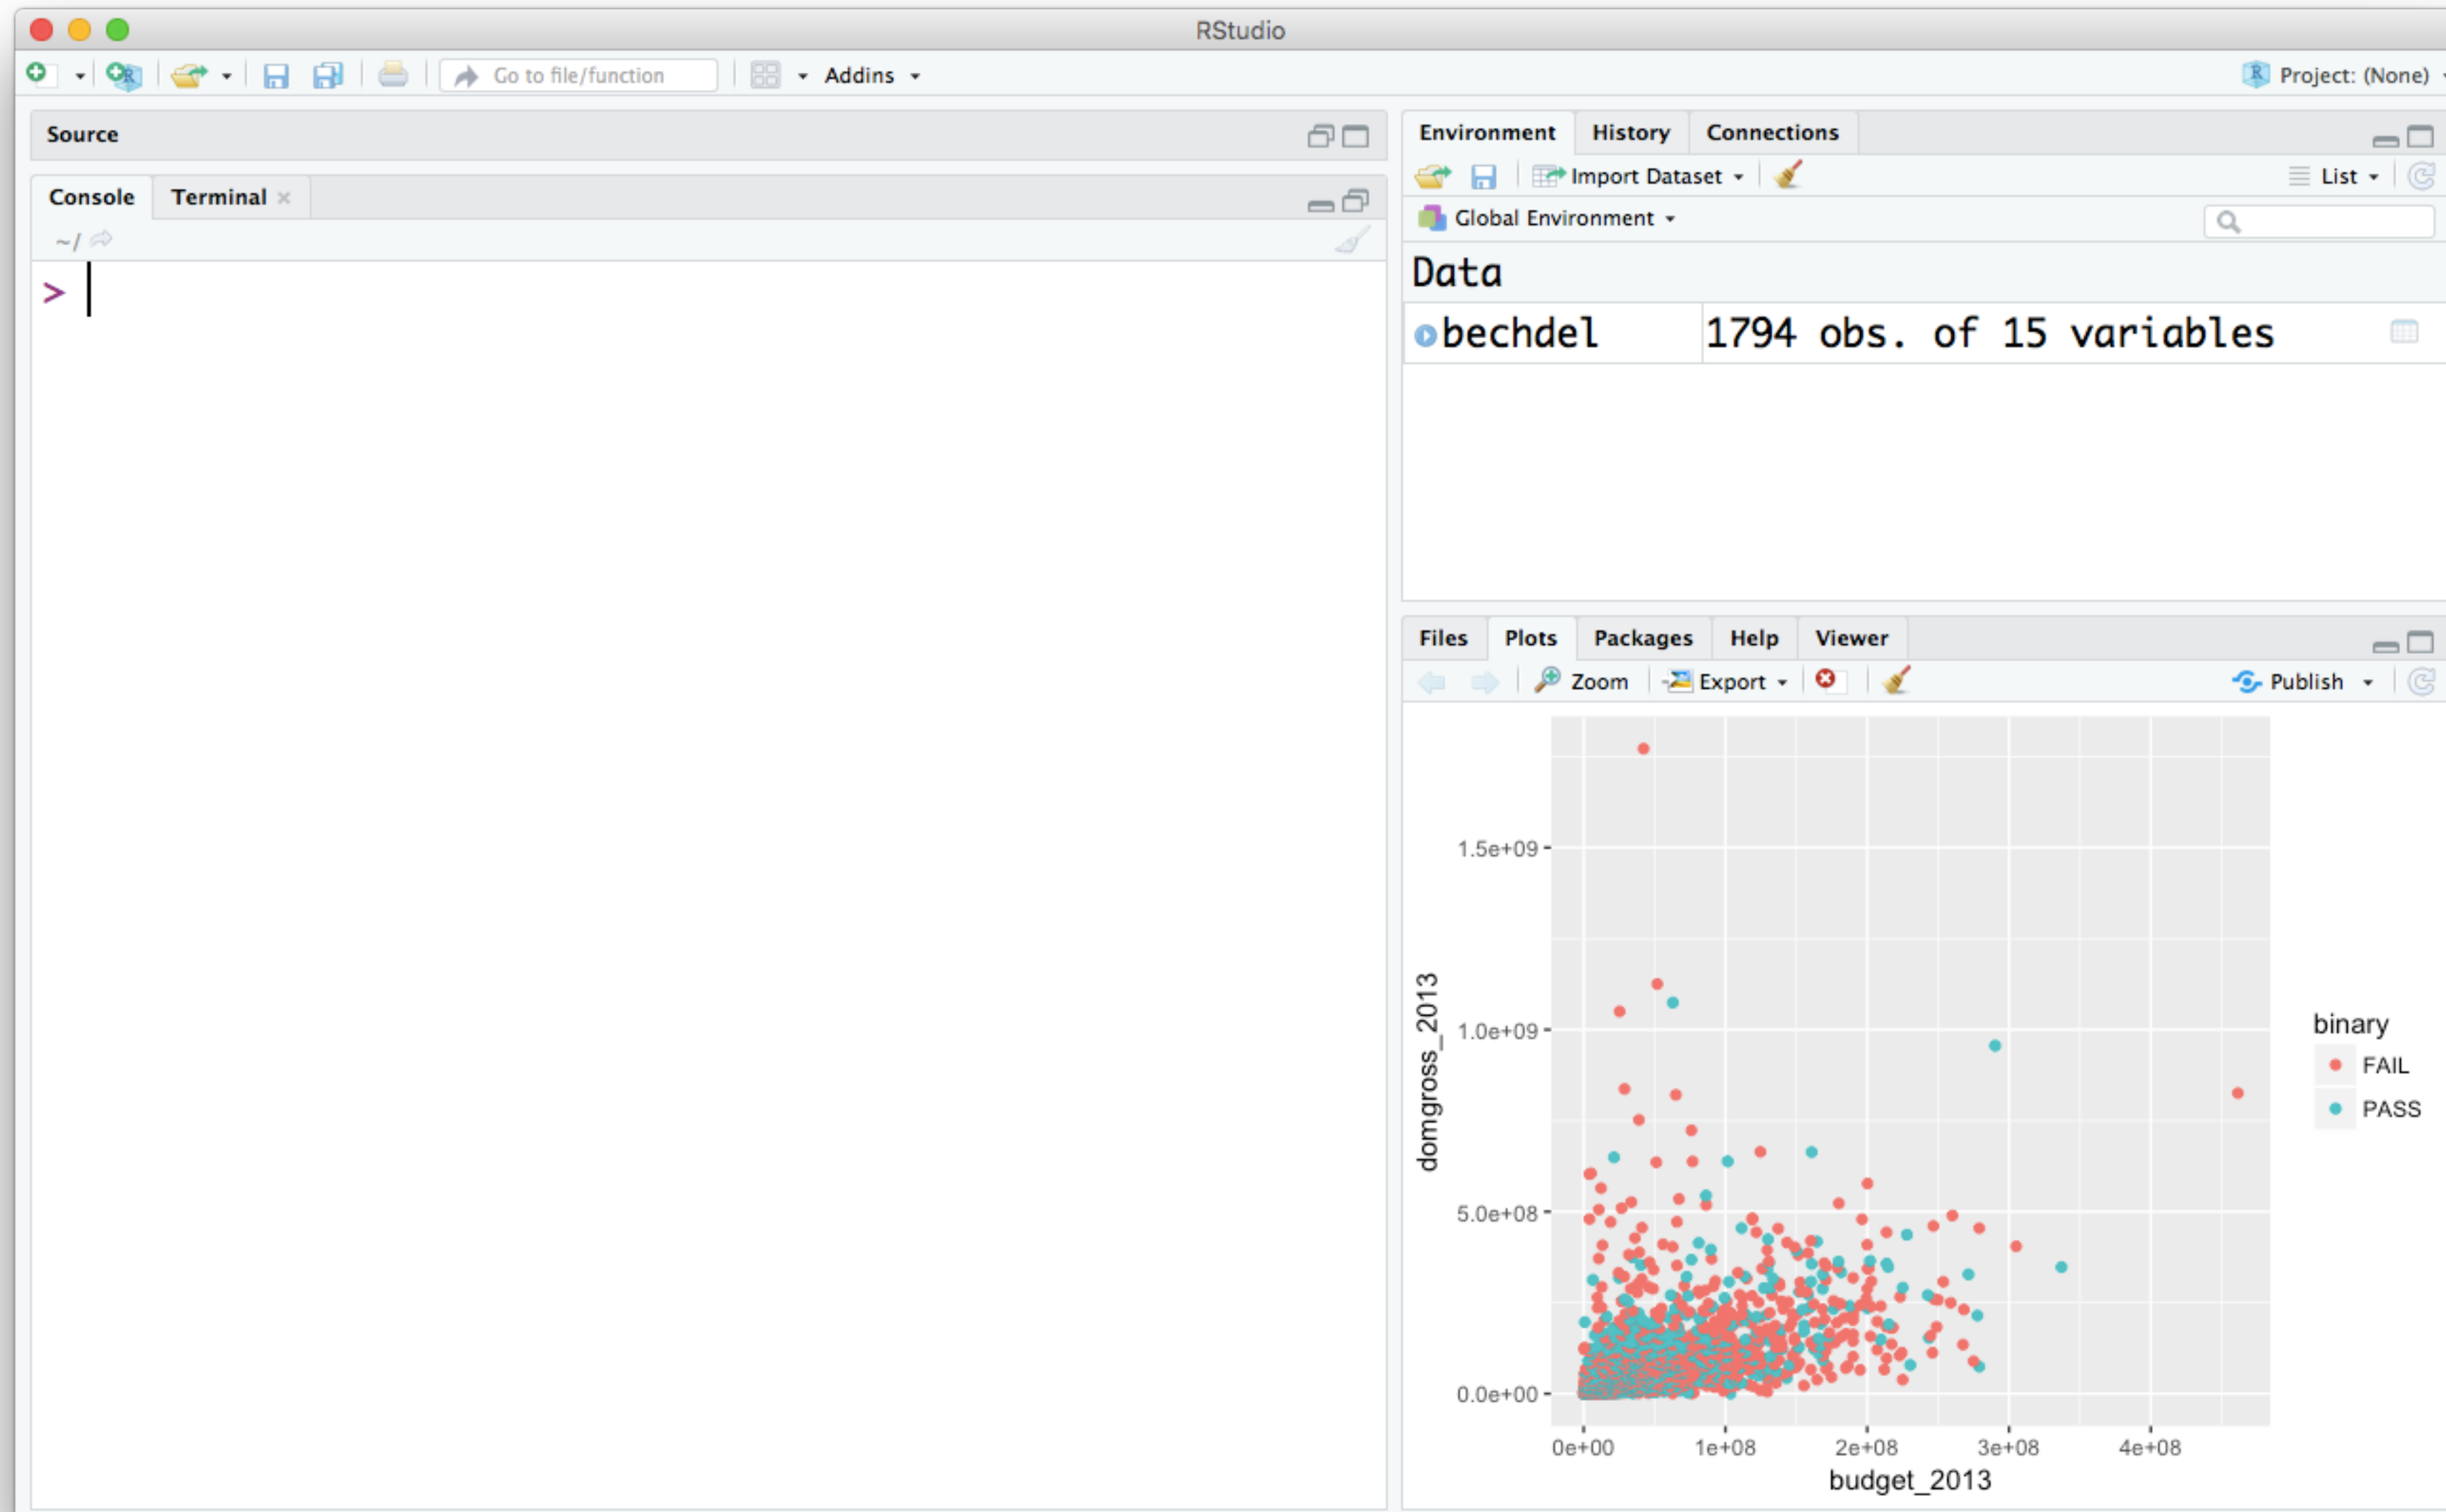 RStudio
Go to file/function
Addins
Project: (None)
Source
Console
Terminal
~/
>
Environment
History
Connections
Import Dataset
List
Global Environment
Data
bechdel
1794 obs. of 15 variables
Files
Plots
Packages
Help
Viewer
Zoom
Export
Publish
1.5e+09
1.0e+09
5.0e+08
0.0e+00
domgross_2013
0e+00
1e+08
2e+08
3e+08
4e+08
budget_2013
binary
FAIL
PASS